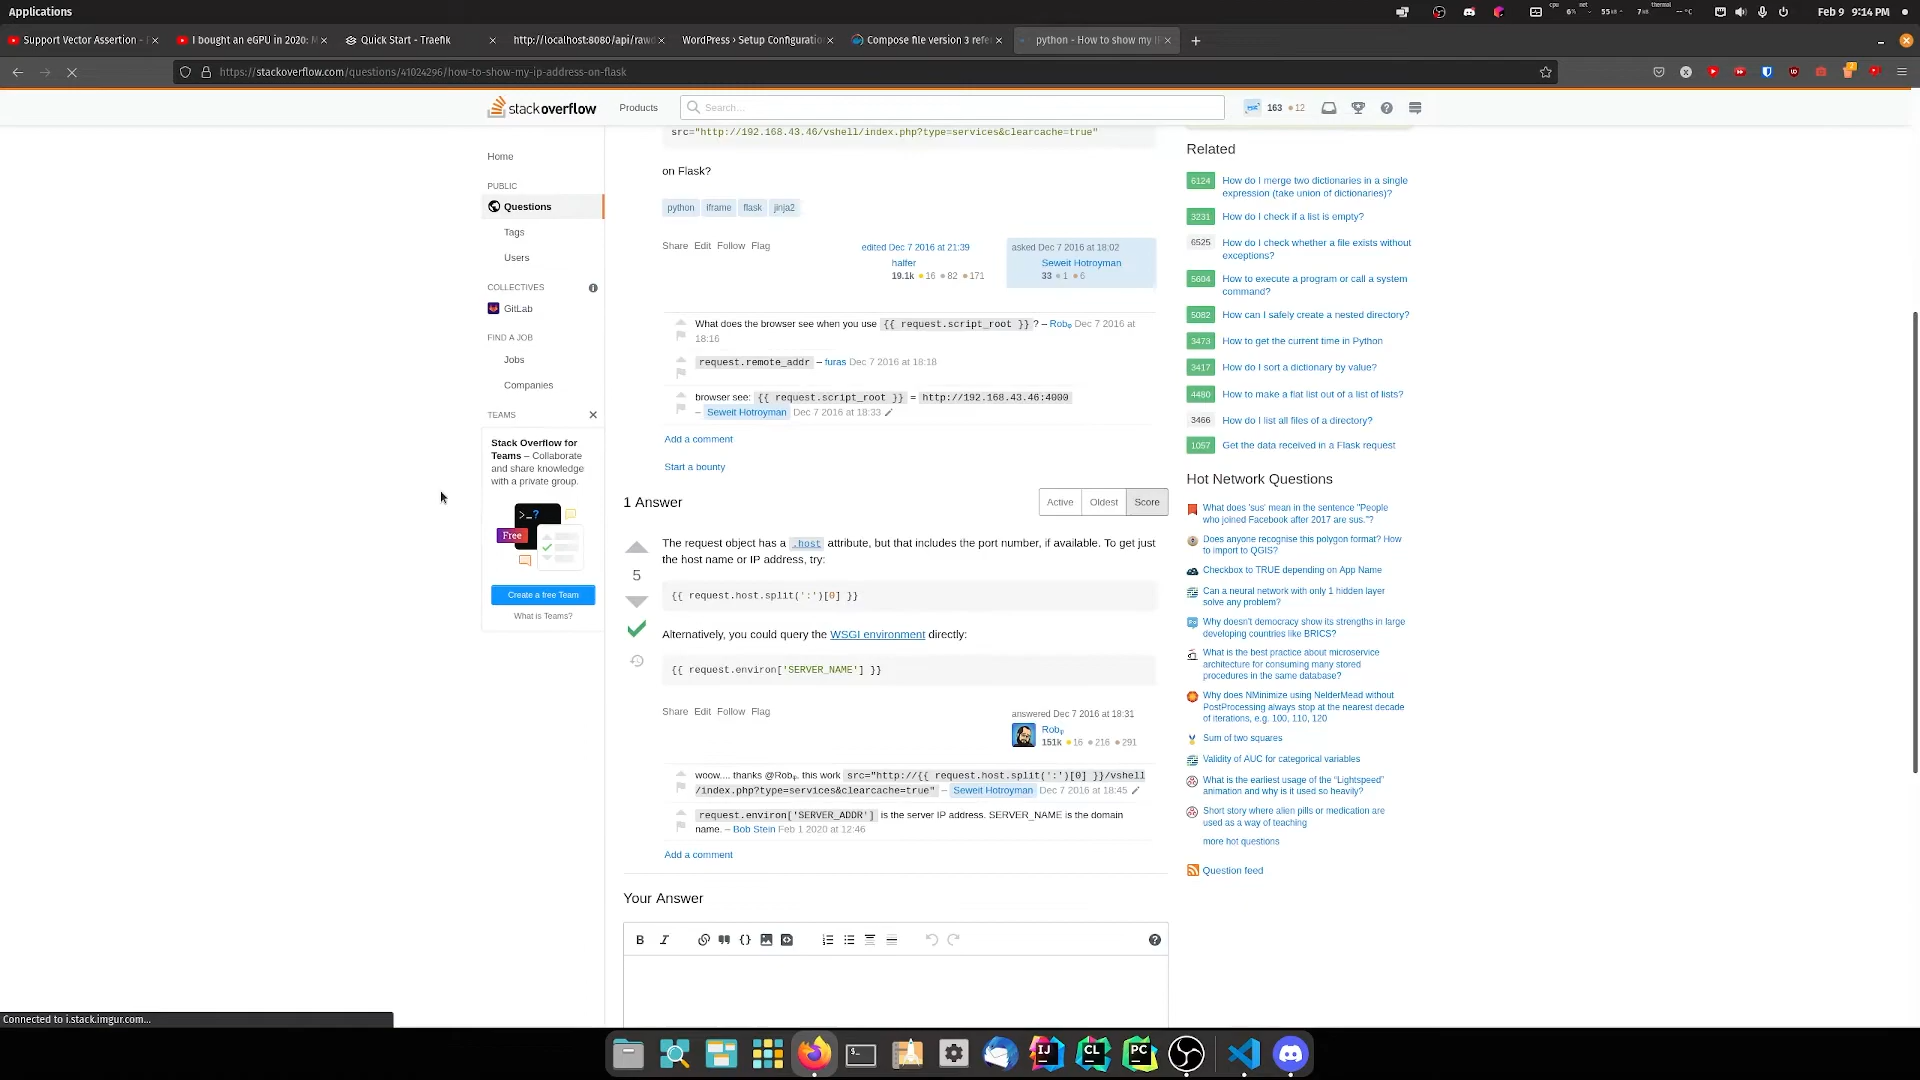 Applications
cpu 6% net 55kB 7kB thermal --°C
Feb 9 9:14 PM
Support Vector Assertion -
I bought an eGPU in 2020:
Quick Start - Traefik
http://localhost:8080/api/raw
WordPress › Setup Configuratio
Compose file version 3 refe
python - How to show my I
https://stackoverflow.com/questions/41024296/how-to-show-my-ip-address-on-flask
stackoverflow
Products
Search...
163 12
Home
PUBLIC
Questions
Tags
Users
COLLECTIVES
GitLab
FIND A JOB
Jobs
Companies
TEAMS
Stack Overflow for
Teams – Collaborate
and share knowledge
with a private group.
>_?
Free
Create a free Team
What is Teams?
src="http://192.168.43.46/vshell/index.php?type=services&clearcache=true"
on Flask?
python iframe flask jinja2
Share Edit Follow Flag
edited Dec 7 2016 at 21:39
halfer
19.1k 16 82 171
asked Dec 7 2016 at 18:02
Seweit Hotroyman
33 1 6
What does the browser see when you use {{ request.script_root }} ? – Robᵩ Dec 7 2016 at
18:16
request.remote_addr – furas Dec 7 2016 at 18:18
browser see: {{ request.script_root }} = http://192.168.43.46:4000
– Seweit Hotroyman Dec 7 2016 at 18:33
Add a comment
Start a bounty
1 Answer
Active Oldest Score
The request object has a .host attribute, but that includes the port number, if available. To get just
the host name or IP address, try:
5
{{ request.host.split(':')[0] }}
Alternatively, you could query the WSGI environment directly:
{{ request.environ['SERVER_NAME'] }}
Share Edit Follow Flag
answered Dec 7 2016 at 18:31
Robᵩ
151k 16 216 291
woow.... thanks @Robᵩ. this work src="http://{{ request.host.split(':')[0] }}/vshell
/index.php?type=services&clearcache=true" – Seweit Hotroyman Dec 7 2016 at 18:45
request.environ['SERVER_ADDR'] is the server IP address. SERVER_NAME is the domain
name. – Bob Stein Feb 1 2020 at 12:46
Add a comment
Your Answer
B I
Related
6124 How do I merge two dictionaries in a single
expression (take union of dictionaries)?
3231 How do I check if a list is empty?
6525 How do I check whether a file exists without
exceptions?
5604 How to execute a program or call a system
command?
5082 How can I safely create a nested directory?
3473 How to get the current time in Python
3417 How do I sort a dictionary by value?
4480 How to make a flat list out of a list of lists?
3466 How do I list all files of a directory?
1057 Get the data received in a Flask request
Hot Network Questions
What does 'sus' mean in the sentence "People
who joined Facebook after 2017 are sus."?
Does anyone recognise this polygon format? How
to import to QGIS?
Checkbox to TRUE depending on App Name
Can a neural network with only 1 hidden layer
solve any problem?
Why doesn't democracy show its strengths in large
developing countries like BRICS?
What is the best practice about microservice
architecture for consuming many stored
procedures in the same database?
Why does NMinimize using NelderMead without
PostProcessing always stop at the nearest decade
of iterations, e.g. 100, 110, 120
Sum of two squares
Validity of AUC for categorical variables
What is the earliest usage of the "Lightspeed"
animation and why is it used so heavily?
Short story where alien pills or medication are
used as a way of teaching
more hot questions
Question feed
Connected to i.stack.imgur.com...
IJ CL PC